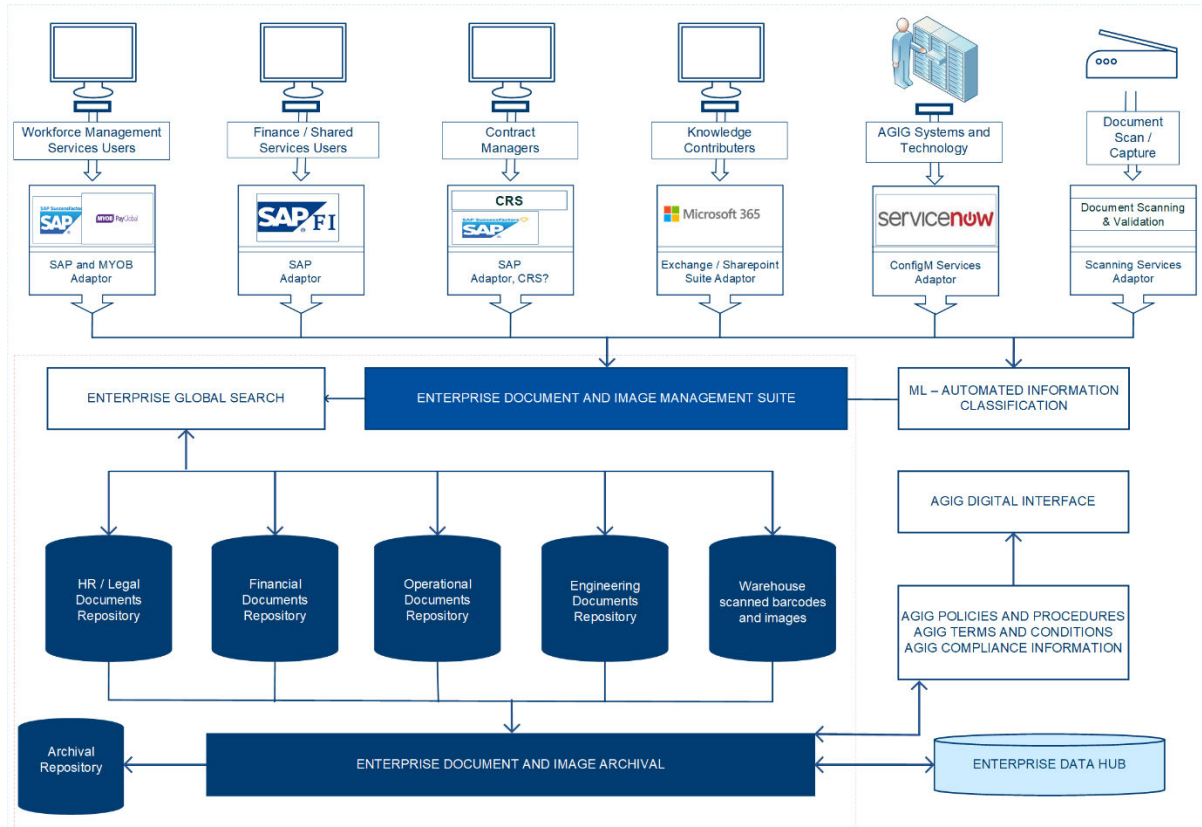 Workforce Management
Services Users
Finance / Shared
Services Users
Contract
Managers
Knowledge
Contributers
AGIG Systems and
Technology
Document
Scan /
Capture
SAP SuccessFactors
SAP
MYOB PayGlobal
SAP FI
CRS
SAP SuccessFactors
SAP
Microsoft 365
servicenow
Document Scanning
& Validation
SAP and MYOB
Adaptor
SAP
Adaptor
SAP
Adaptor, CRS?
Exchange / Sharepoint
Suite Adaptor
ConfigM Services
Adaptor
Scanning Services
Adaptor
ENTERPRISE GLOBAL SEARCH
ENTERPRISE DOCUMENT AND IMAGE MANAGEMENT SUITE
ML – AUTOMATED INFORMATION
CLASSIFICATION
AGIG DIGITAL INTERFACE
HR / Legal
Documents
Repository
Financial
Documents
Repository
Operational
Documents
Repository
Engineering
Documents
Repository
Warehouse
scanned barcodes
and images
AGIG POLICIES AND PROCEDURES
AGIG TERMS AND CONDITIONS
AGIG COMPLIANCE INFORMATION
Archival
Repository
ENTERPRISE DOCUMENT AND IMAGE ARCHIVAL
ENTERPRISE DATA HUB